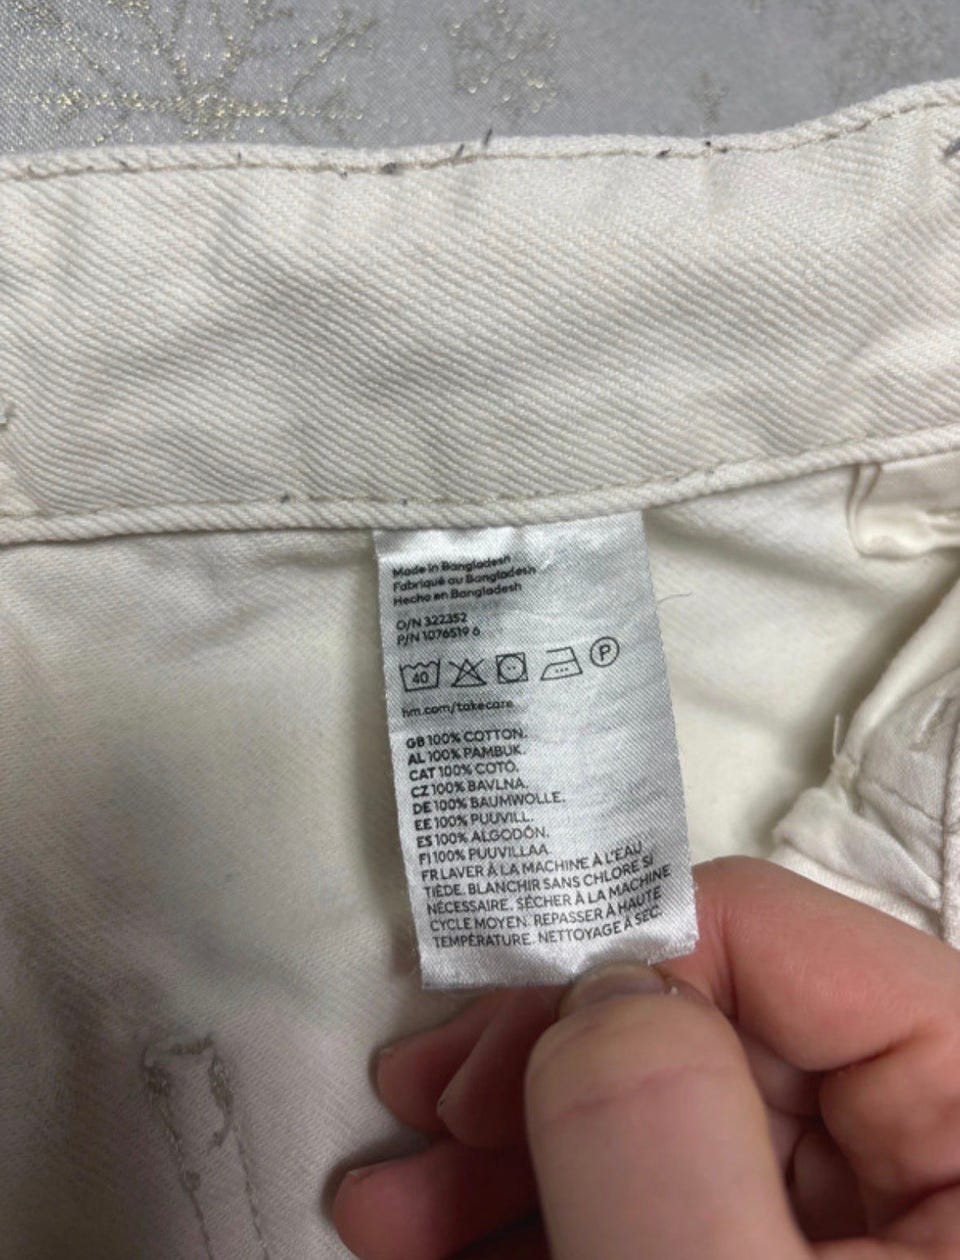 Made in Bangladesh
Fabriqué au Bangladesh
Hecho en Bangladesh
O/N 322352
P/N 1076519 6
40 P
hm.com/takecare
GB 100% COTTON.
AL 100% PAMBUK.
CAT 100% COTÓ.
CZ 100% BAVLNA.
DE 100% BAUMWOLLE.
EE 100% PUUVILL.
ES 100% ALGODÓN.
FI 100% PUUVILLAA.
FR LAVER À LA MACHINE À L'EAU
TIÈDE. BLANCHIR SANS CHLORE SI
NÉCESSAIRE. SÉCHER À LA MACHINE
CYCLE MOYEN. REPASSER À HAUTE
TEMPÉRATURE. NETTOYAGE À SEC.